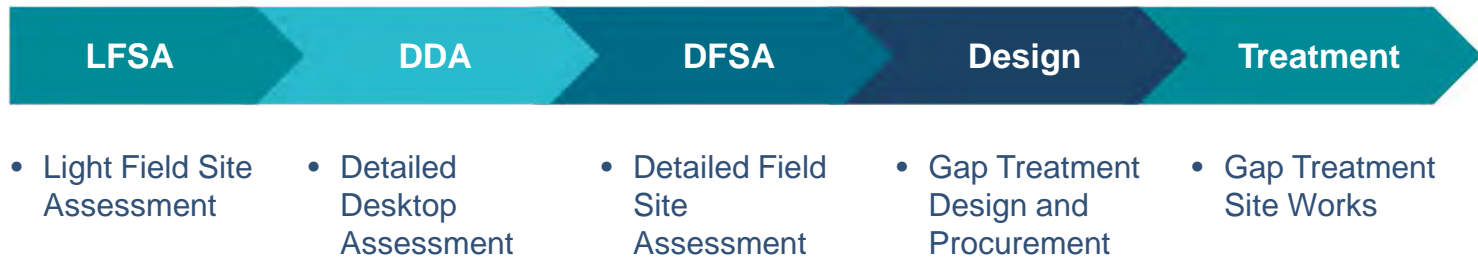 LFSA
DDA
DFSA
Design
Treatment
• Light Field Site
Assessment
• Detailed
Desktop
Assessment
• Detailed Field
Site
Assessment
• Gap Treatment
Design and
Procurement
• Gap Treatment
Site Works